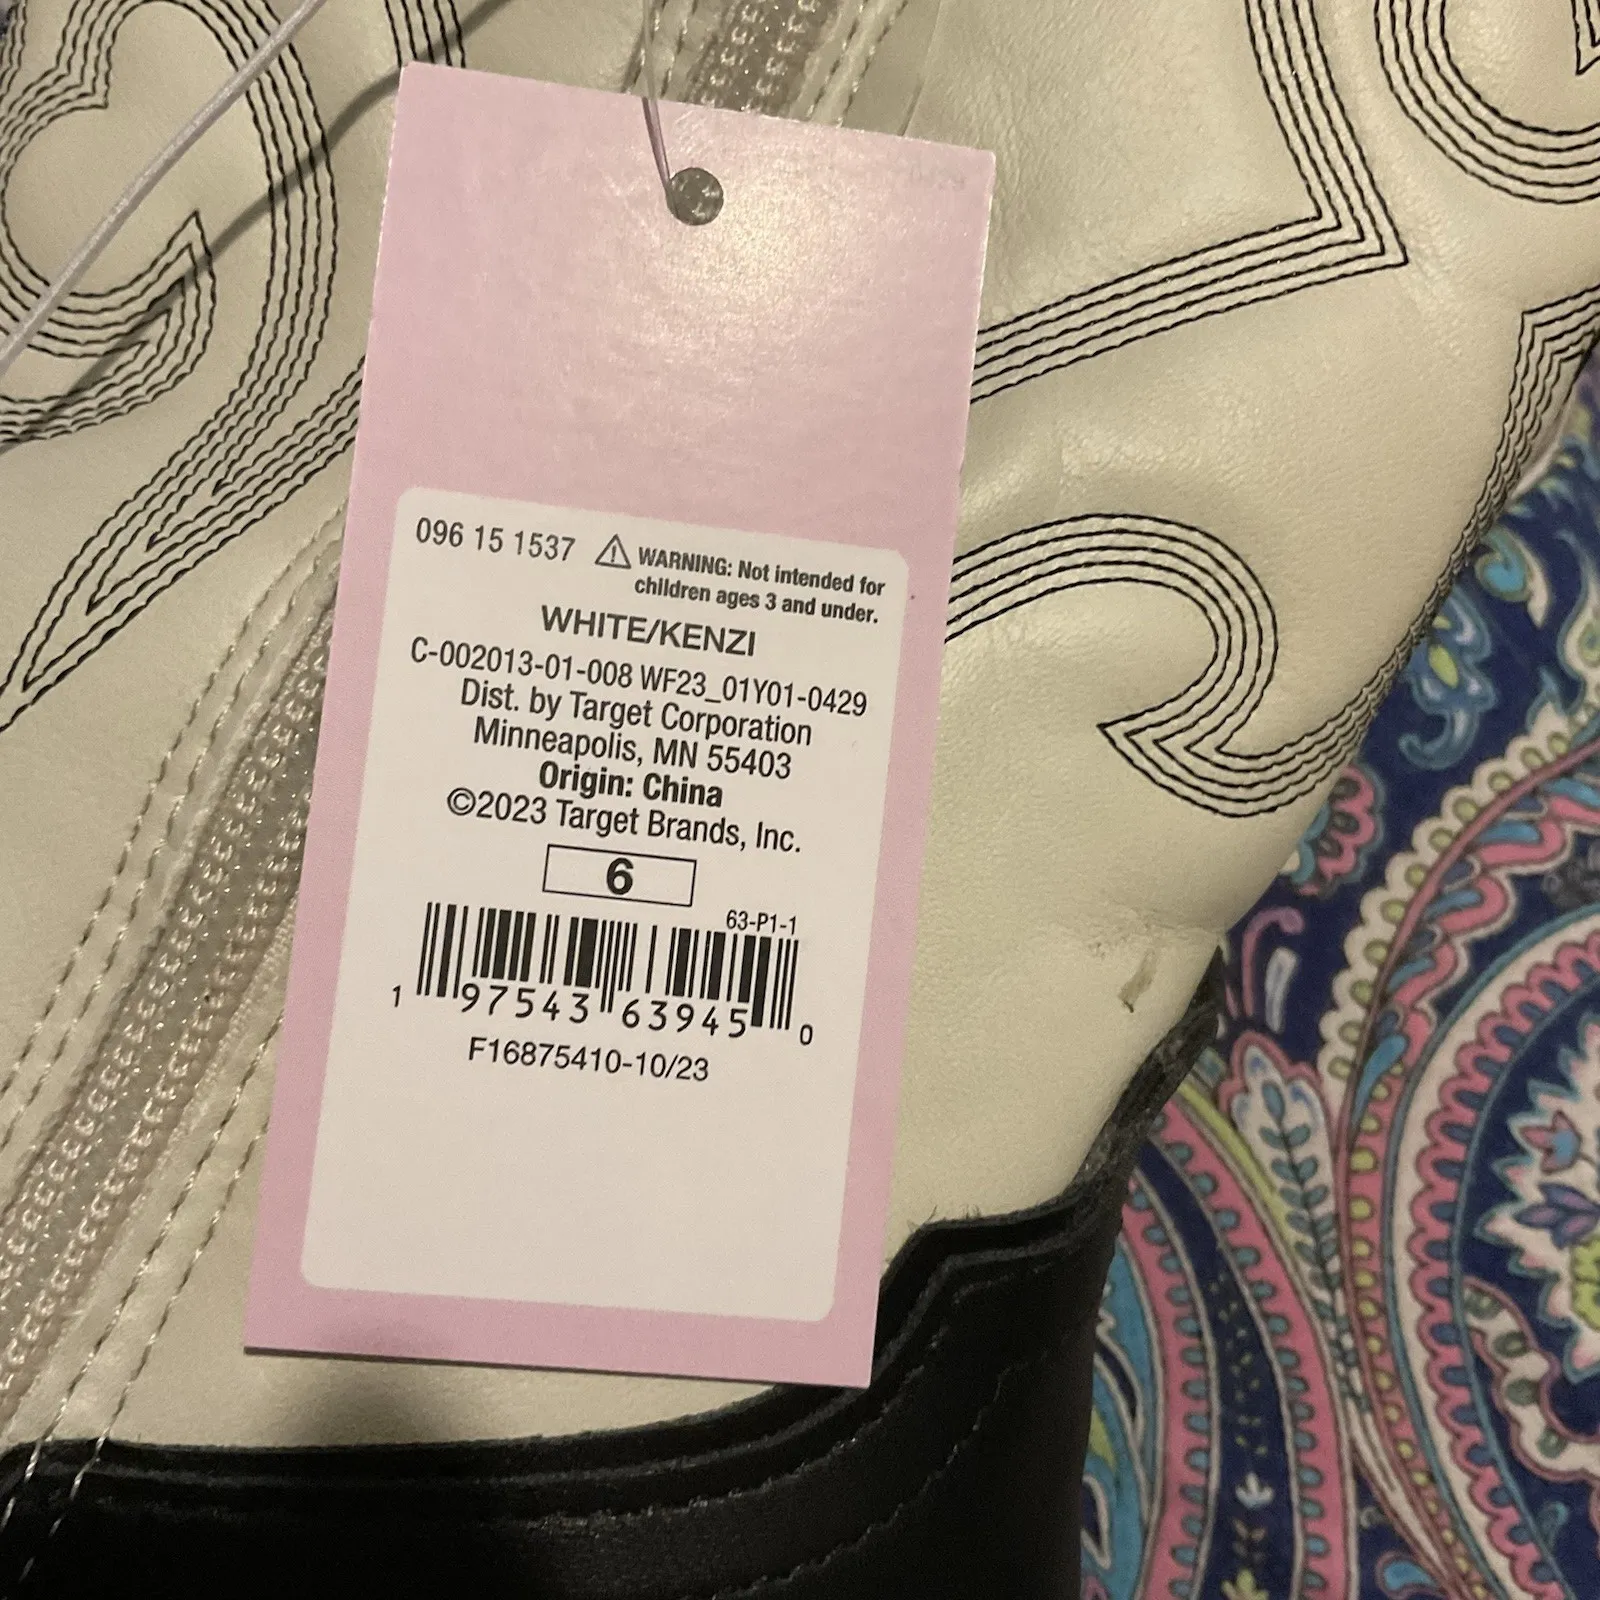 096 15 1537 ⚠ WARNING: Not intended for
children ages 3 and under.
WHITE/KENZI
C-002013-01-008 WF23_01Y01-0429
Dist. by Target Corporation
Minneapolis, MN 55403
Origin: China
©2023 Target Brands, Inc.
6
63-P1-1
1 97543 63945 0
F16875410-10/23